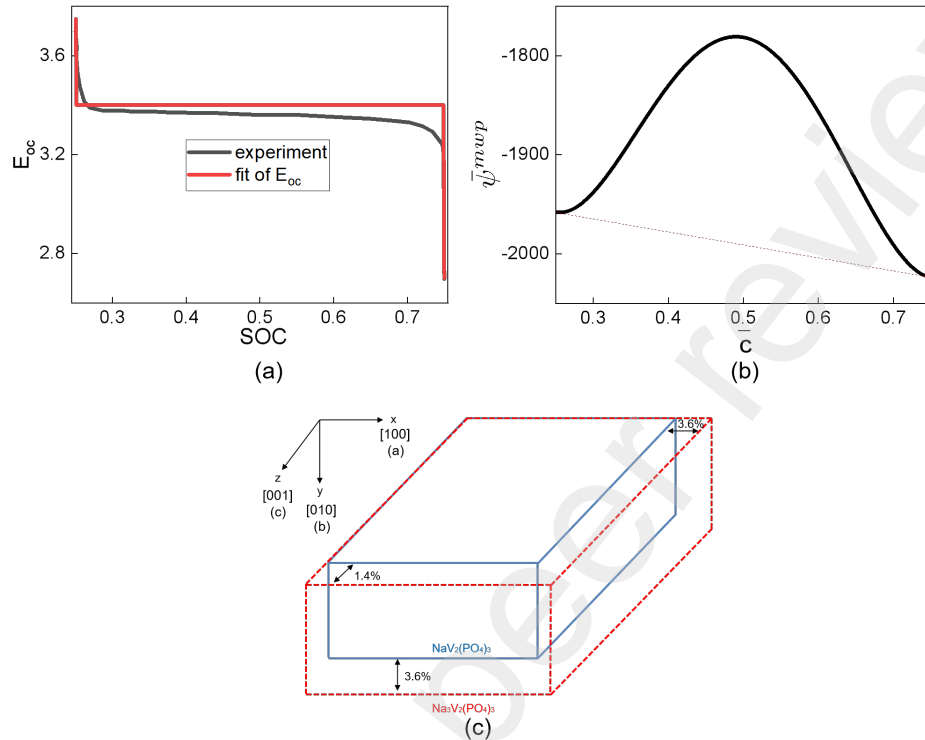 3.6
3.2
2.8
E_oc
experiment
fit of E_oc
0.3 0.4 0.5 0.6 0.7
SOC
(a)
-1800
-1900
-2000
ψ̄^mwp
0.3 0.4 0.5 0.6 0.7
c̄
(b)
x
[100]
(a)
z
[001]
(c)
y
[010]
(b)
3.6%
1.4%
NaV₂(PO₄)₃
3.6%
Na₃V₂(PO₄)₃
(c)
peer review